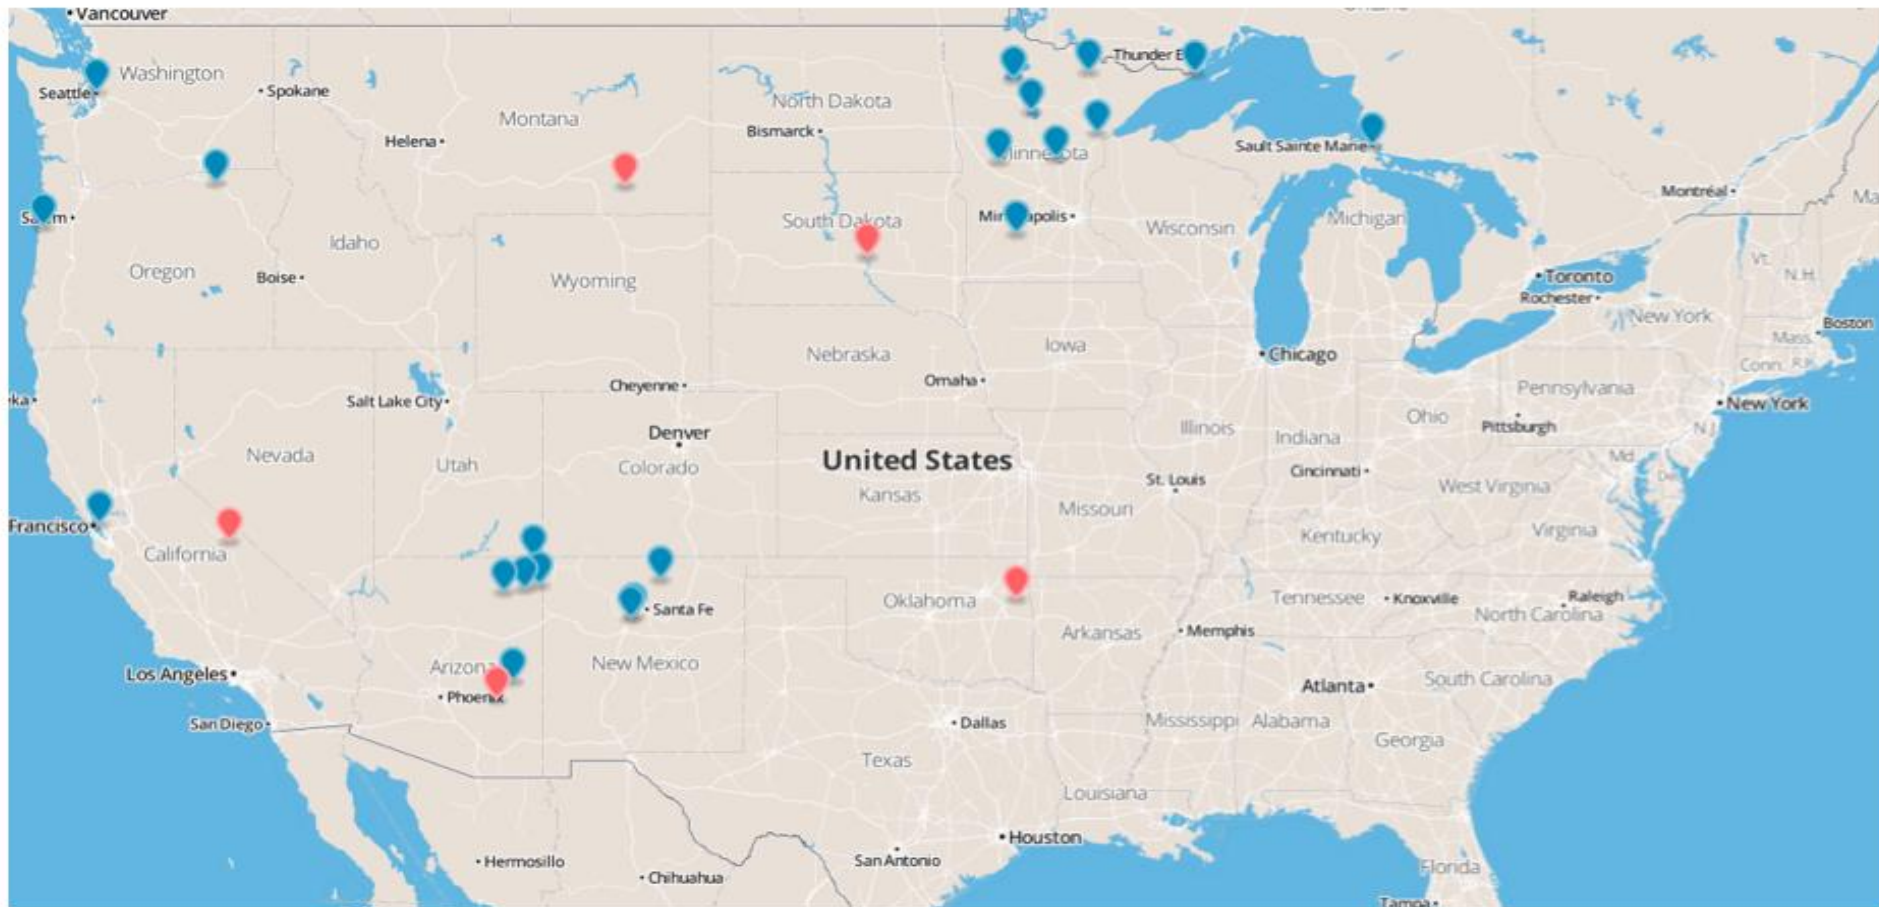 Vancouver
Washington
Seattle
Spokane
Montana
North Dakota
Thunder
Helena
Bismarck
Sault Sainte Marie
Montréal
Ma
South Dakota
Wisconsin
Michigan
Idaho
Oregon
Boise
Wyoming
Vt.
N.H.
Toronto
Rochester
New York
Boston
Mass.
Conn.
R.I.
Nebraska
Iowa
Chicago
Omaha
Cheyenne
Pennsylvania
ka
Salt Lake City
New York
Denver
Ohio
Pittsburgh
N.J.
Illinois
Indiana
Nevada
Utah
Colorado
United States
Md.
Cincinnati
St. Louis
West Virginia
Kansas
Missouri
Francisco
California
Kentucky
Virginia
Oklahoma
Tennessee
Knoxville
Raleigh
North Carolina
Santa Fe
Arkansas
Memphis
Arizona
New Mexico
Los Angeles
Phoenix
Atlanta
South Carolina
San Diego
Dallas
Mississippi
Alabama
Georgia
Texas
Louisiana
Houston
Hermosillo
San Antonio
Chihuahua
Florida
Tampa